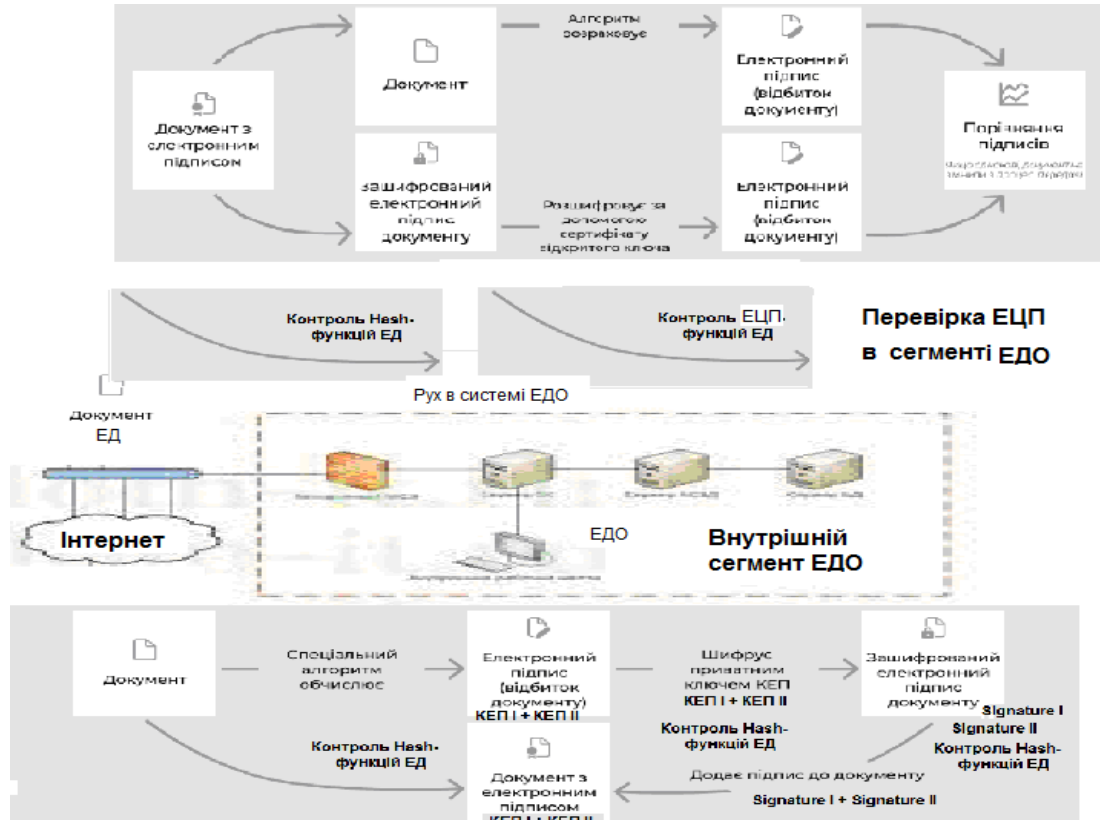 Алгоритм
розраховує
Документ
Електронний
підпис
(відбиток
документу)
Документ з
електронним
підписом
Порівняння
підписів
Зашифрований
електронний
підпис
документу
Розшифровує за
допомогою
сертифікату
відкритого ключа
Електронний
підпис
(відбиток
документу)
Контроль Hash-
функцій ЕД
Контроль ЕЦП.
функцій ЕД
Перевірка ЕЦП
в сегменті ЕДО
Рух в системі ЕДО
Документ
ЕД
Інтернет
ЕДО
Внутрішній
сегмент ЕДО
Документ
Спеціальний
алгоритм
обчислює
Електронний
підпис
(відбиток
документу)
КЕП I + КЕП II
Шифрує
приватним
ключем КЕП
КЕП I + КЕП II
Зашифрований
електронний
підпис
документу
Signature I
Signature II
Контроль Hash-
функцій ЕД
Контроль Hash-
функцій ЕД
Контроль Hash-
функцій ЕД
Документ з
електронним
підписом
КЕП I + КЕП II
Додає підпис до документу
Signature I + Signature II